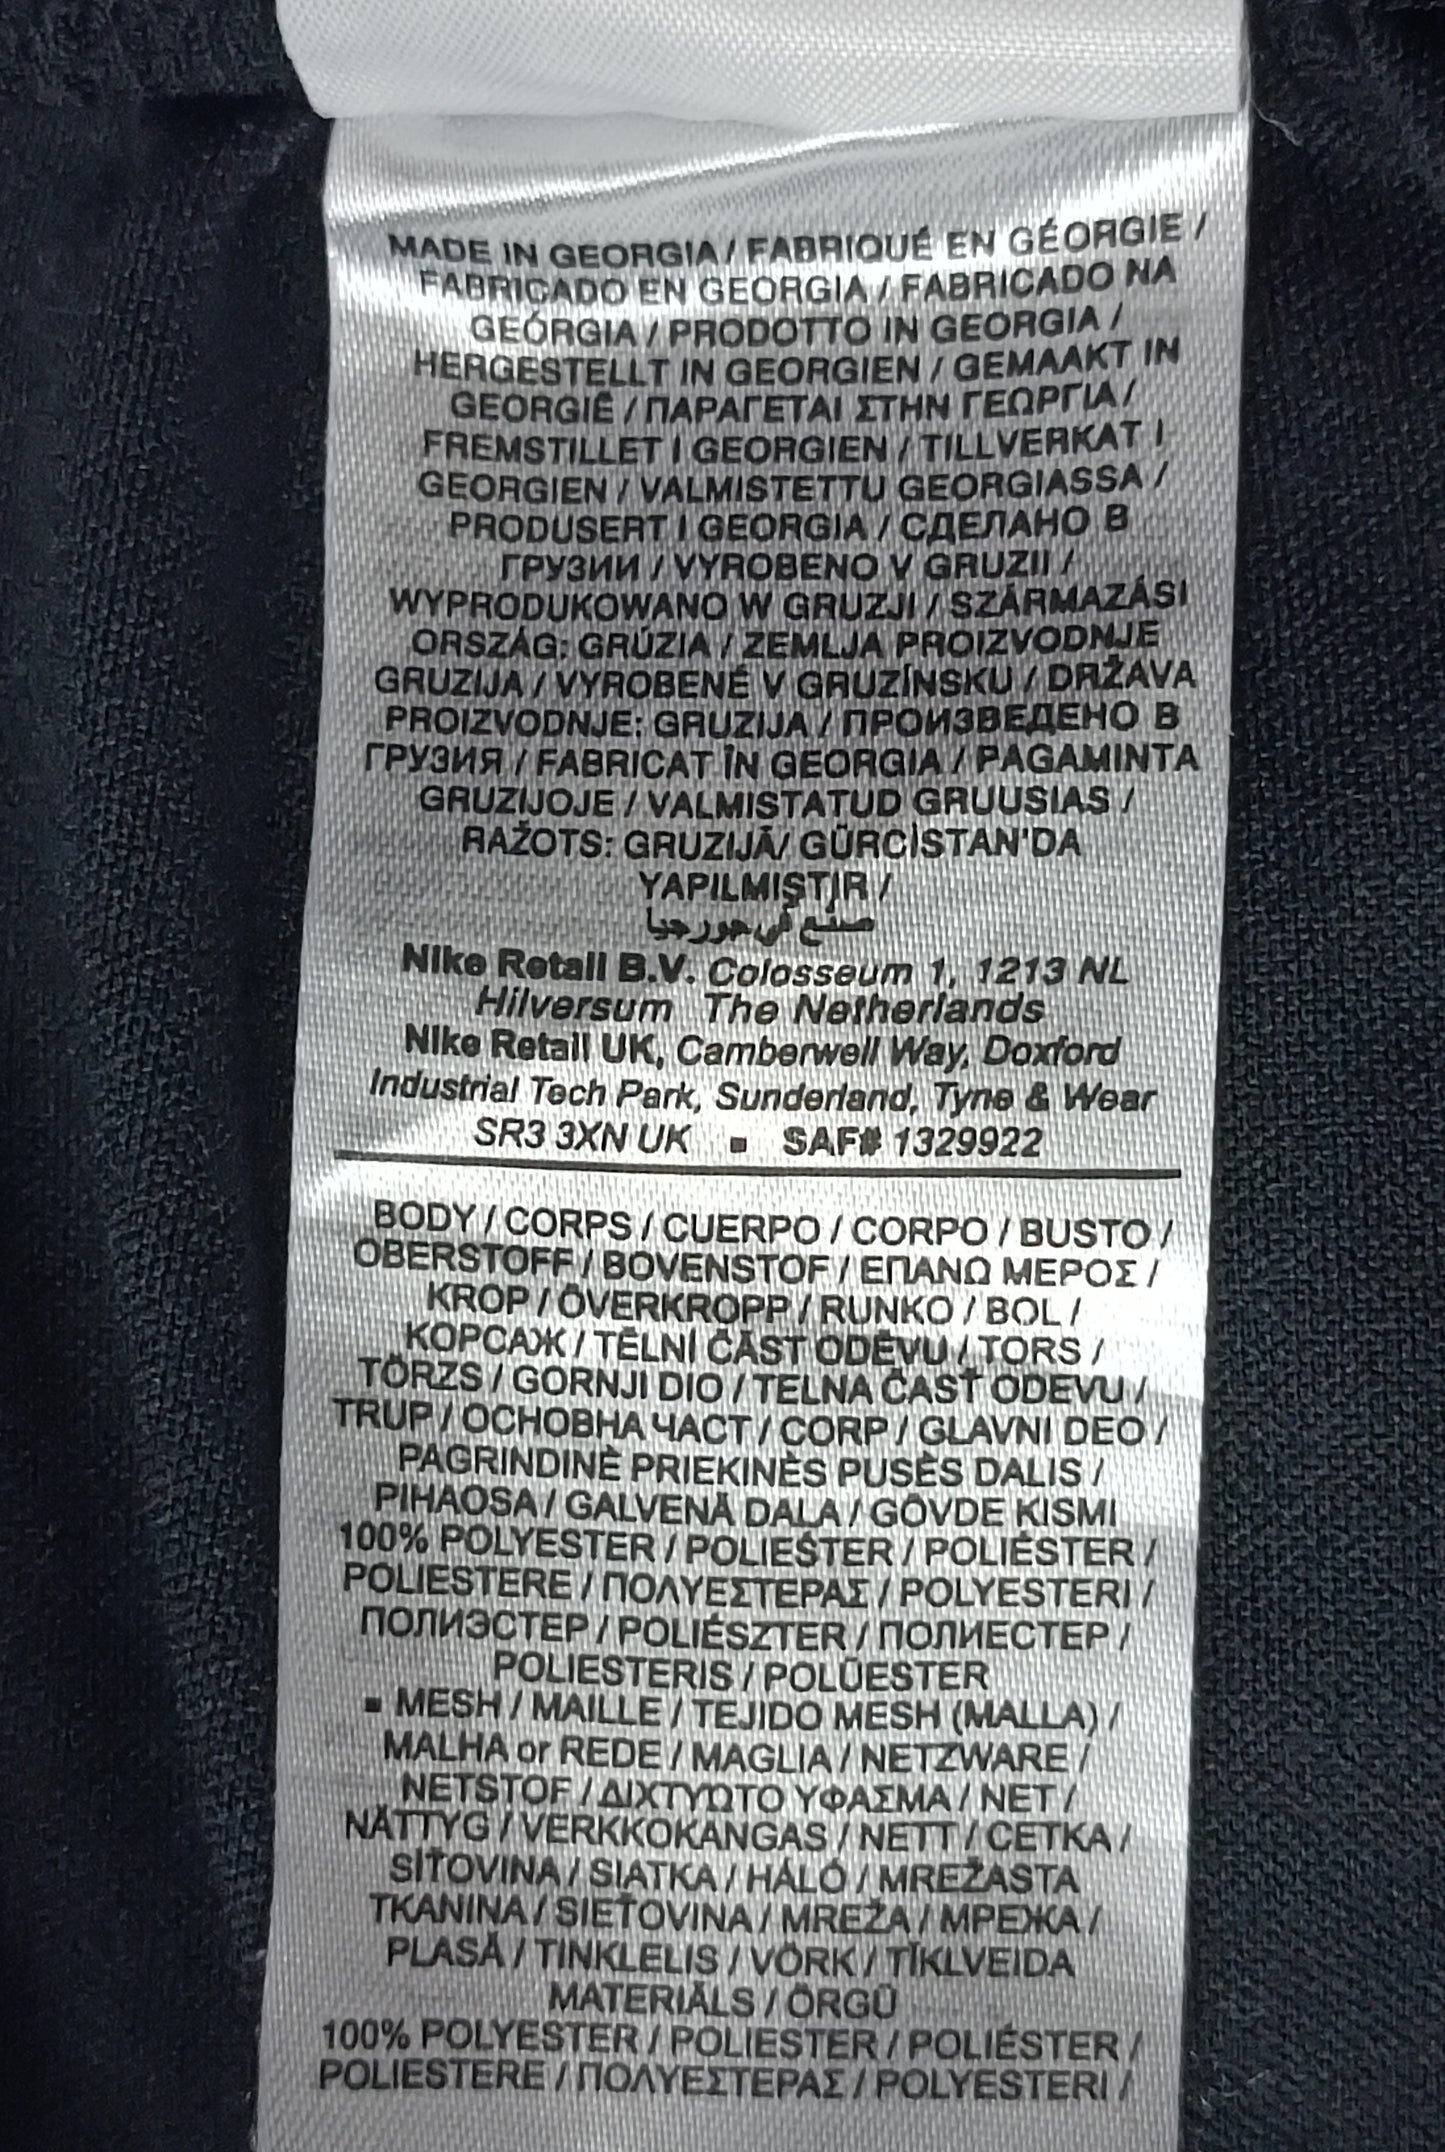 MADE IN GEORGIA / FABRIQUÉ EN GÉORGIE /
FABRICADO EN GEORGIA / FABRICADO NA
GEÓRGIA / PRODOTTO IN GEORGIA /
HERGESTELLT IN GEORGIEN / GEMAAKT IN
GEORGIË / ΠΑΡΑΓΕΤΑΙ ΣΤΗΝ ΓΕΩΡΓΙΑ /
FREMSTILLET I GEORGIEN / TILLVERKAT I
GEORGIEN / VALMISTETTU GEORGIASSA /
PRODUSERT I GEORGIA / СДЕЛАНО В
ГРУЗИИ / VYROBENO V GRUZII /
WYPRODUKOWANO W GRUZJI / SZÁRMAZÁSI
ORSZÁG: GRÚZIA / ZEMLJA PROIZVODNJE
GRUZIJA / VYROBENÉ V GRUZÍNSKU / DRŽAVA
PROIZVODNJE: GRUZIJA / ПРОИЗВЕДЕНО В
ГРУЗИЯ / FABRICAT ÎN GEORGIA / PAGAMINTA
GRUZIJOJE / VALMISTATUD GRUUSIAS /
RAŽOTS: GRUZIJĀ/ GÜRCİSTAN'DA
YAPILMIŞTIR /
صنع في جورجيا
Nike Retail B.V. Colosseum 1, 1213 NL
Hilversum The Netherlands
Nike Retail UK, Camberwell Way, Doxford
Industrial Tech Park, Sunderland, Tyne & Wear
SR3 3XN UK ▪ SAF# 1329922
BODY / CORPS / CUERPO / CORPO / BUSTO /
OBERSTOFF / BOVENSTOF / ΕΠΑΝΩ ΜΕΡΟΣ /
KROP / ÖVERKROPP / RUNKO / BOL /
КОРСАЖ / TĚLNÍ ČÁST ODĚVU / TORS /
TÖRZS / GORNJI DIO / TELNÁ ČASŤ ODEVU /
TRUP / ОСНОВНА ЧАСТ / CORP / GLAVNI DEO /
PAGRINDINĖ PRIEKINĖS PUSĖS DALIS /
PIHAOSA / GALVENĀ DAĻA / GÖVDE KISMI
100% POLYESTER / POLIESTER / POLIÉSTER /
POLIESTERE / ΠΟΛΥΕΣΤΕΡΑΣ / POLYESTERI /
ПОЛИЭСТЕР / POLIÉSZTER / ПОЛИЕСТЕР /
POLIESTERIS / POLÜESTER
▪ MESH / MAILLE / TEJIDO MESH (MALLA) /
MALHA or REDE / MAGLIA / NETZWARE /
NETSTOF / ΔΙΧΤΥΩΤΟ ΥΦΑΣΜΑ / NET /
NÄTTYG / VERKKOKANGAS / NETT / СЕТКА /
SÍŤOVINA / SIATKA / HÁLÓ / MREŽASTA
TKANINA / SIEŤOVINA / MREŽA / МРЕЖА /
PLASĂ / TINKLELIS / VÕRK / TĪKLVEIDA
MATERIĀLS / ÖRGÜ
100% POLYESTER / POLIESTER / POLIÉSTER /
POLIESTERE / ΠΟΛΥΕΣΤΕΡΑΣ / POLYESTERI /